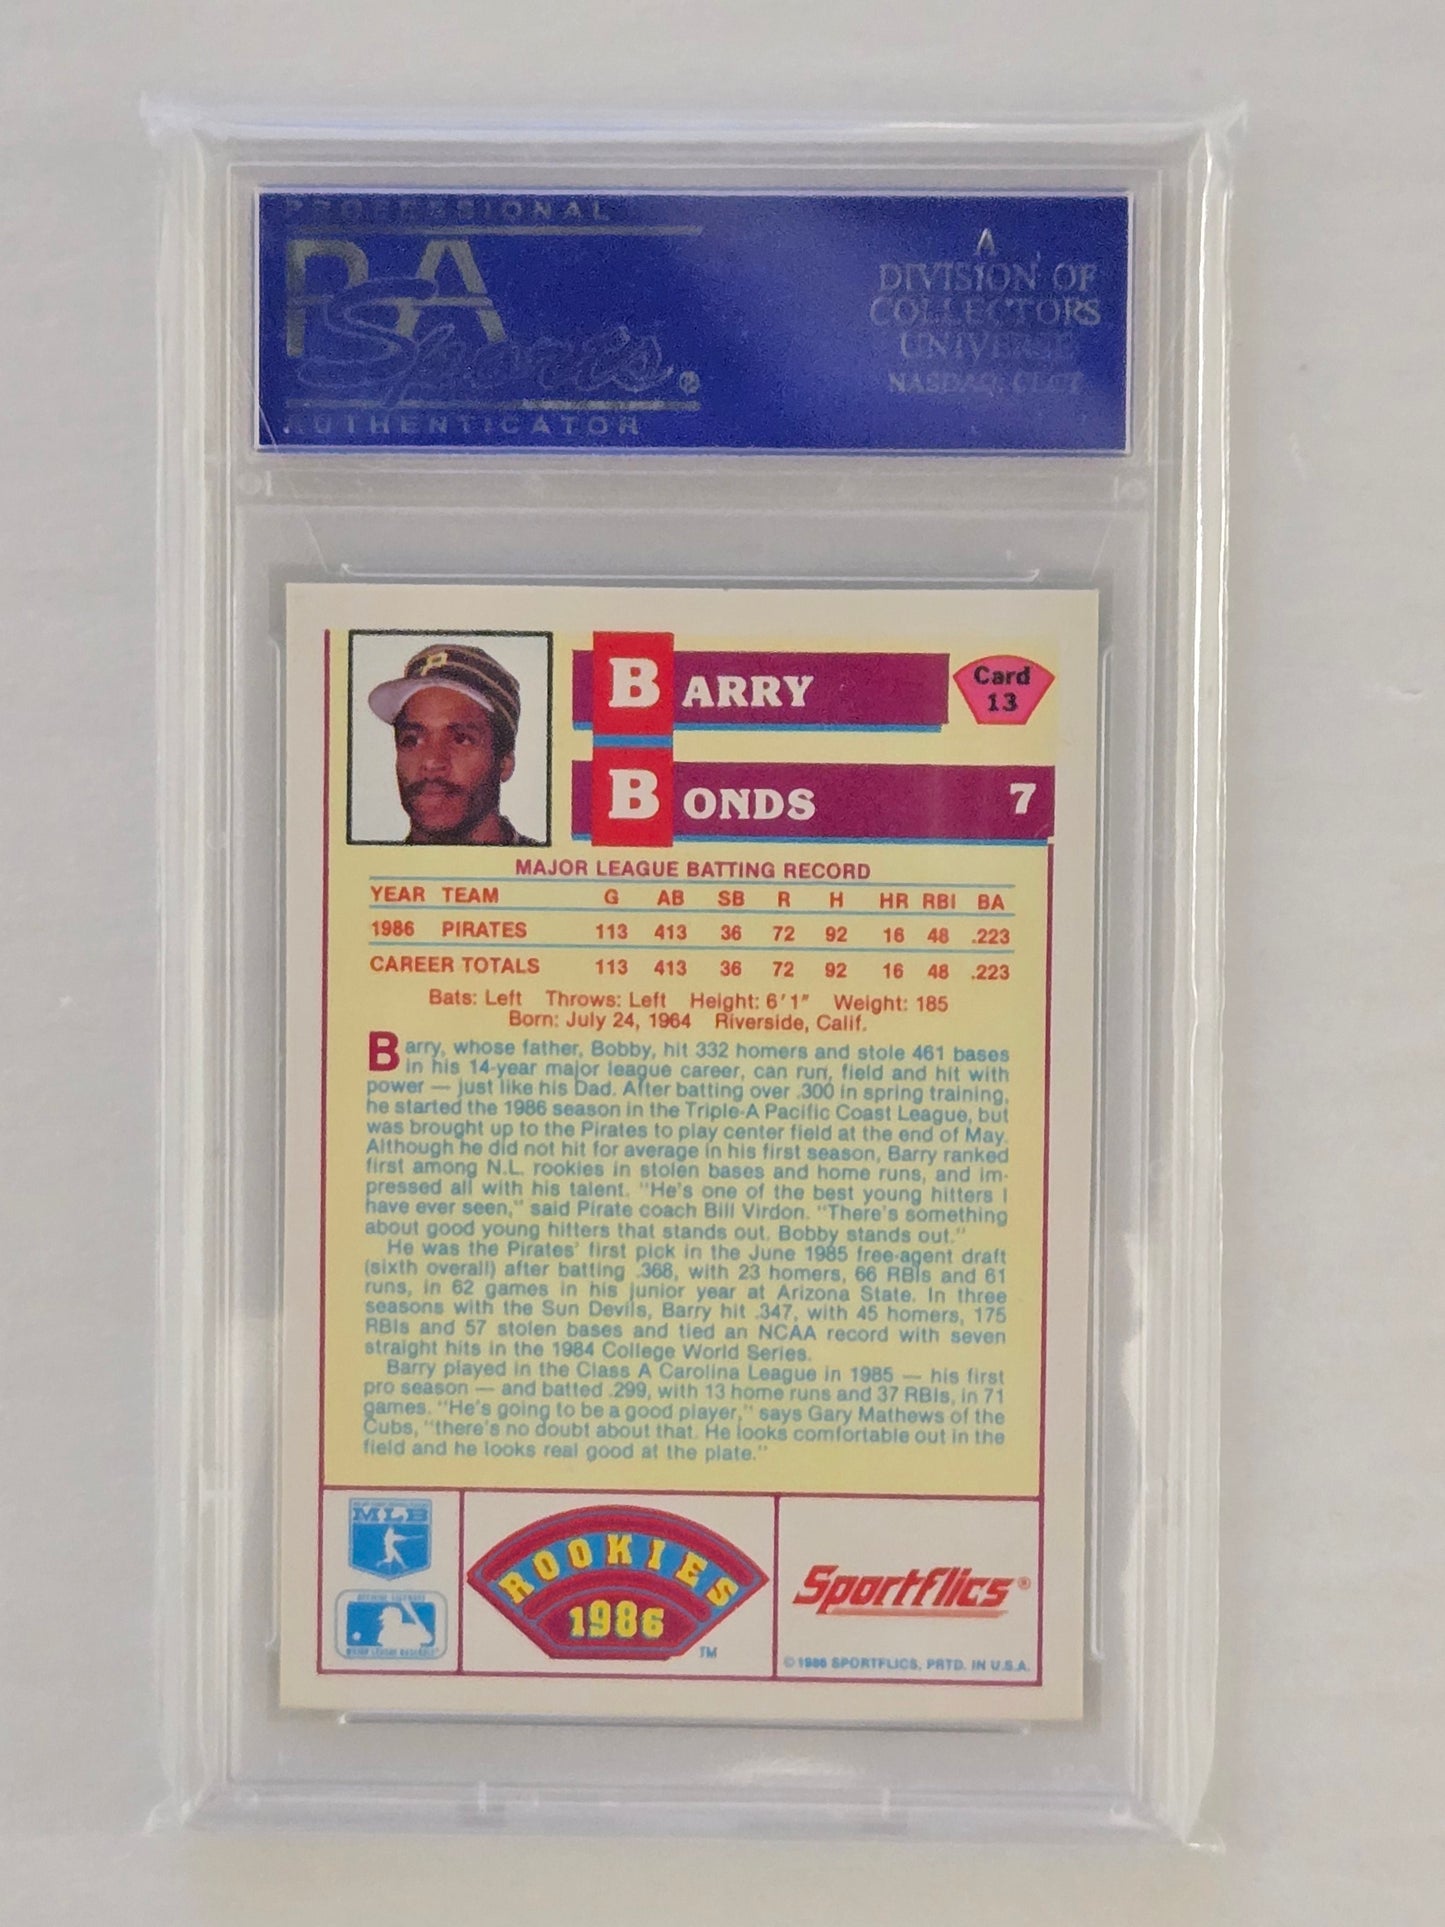 PROFESSIONAL
PSA
Sports
AUTHENTICATOR
A
DIVISION OF
COLLECTORS
UNIVERSE
NASDAQ: CLCT
P
BARRY
Card
13
BONDS 7
MAJOR LEAGUE BATTING RECORD
YEAR TEAM G AB SB R H HR RBI BA
1986 PIRATES 113 413 36 72 92 16 48 .223
CAREER TOTALS 113 413 36 72 92 16 48 .223
Bats: Left Throws: Left Height: 6'1" Weight: 185
Born: July 24, 1964 Riverside, Calif.
Barry, whose father, Bobby, hit 332 homers and stole 461 bases
in his 14-year major league career, can run, field and hit with
power — just like his Dad. After batting over .300 in spring training,
he started the 1986 season in the Triple-A Pacific Coast League, but
was brought up to the Pirates to play center field at the end of May.
Although he did not hit for average in his first season, Barry ranked
first among N.L. rookies in stolen bases and home runs, and im-
pressed all with his talent. "He's one of the best young hitters I
have ever seen," said Pirate coach Bill Virdon. "There's something
about good young hitters that stands out. Bobby stands out."
He was the Pirates' first pick in the June 1985 free-agent draft
(sixth overall) after batting .368, with 23 homers, 66 RBIs and 61
runs, in 62 games in his junior year at Arizona State. In three
seasons with the Sun Devils, Barry hit .347, with 45 homers, 175
RBIs and 57 stolen bases and tied an NCAA record with seven
straight hits in the 1984 College World Series.
Barry played in the Class A Carolina League in 1985 — his first
pro season — and batted .299, with 13 home runs and 37 RBIs, in 71
games. "He's going to be a good player," says Gary Mathews of the
Cubs, "there's no doubt about that. He looks comfortable out in the
field and he looks real good at the plate."
MLB
ROOKIES
1986
TM
Sportflics®
© 1986 SPORTFLICS, PRTD. IN U.S.A.